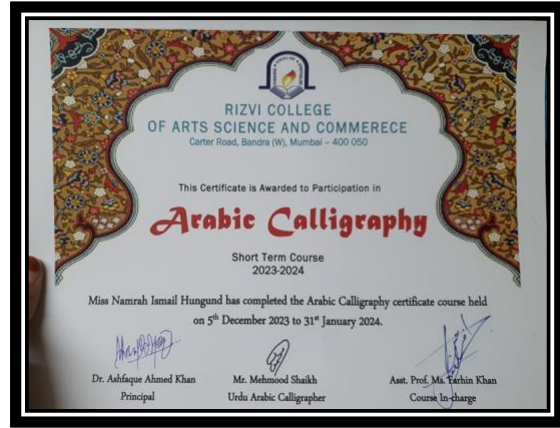 RIZVI COLLEGE
OF ARTS SCIENCE AND COMMERECE
Carter Road, Bandra (W), Mumbai – 400 050
This Certificate is Awarded to Participation in
Arabic Calligraphy
Short Term Course
2023-2024
Miss Namrah Ismail Hungund has completed the Arabic Calligraphy certificate course held
on 5th December 2023 to 31st January 2024.
Dr. Ashfaque Ahmed Khan
Principal
Mr. Mehmood Shaikh
Urdu Arabic Calligrapher
Asst. Prof. Ms. Farhin Khan
Course In-charge